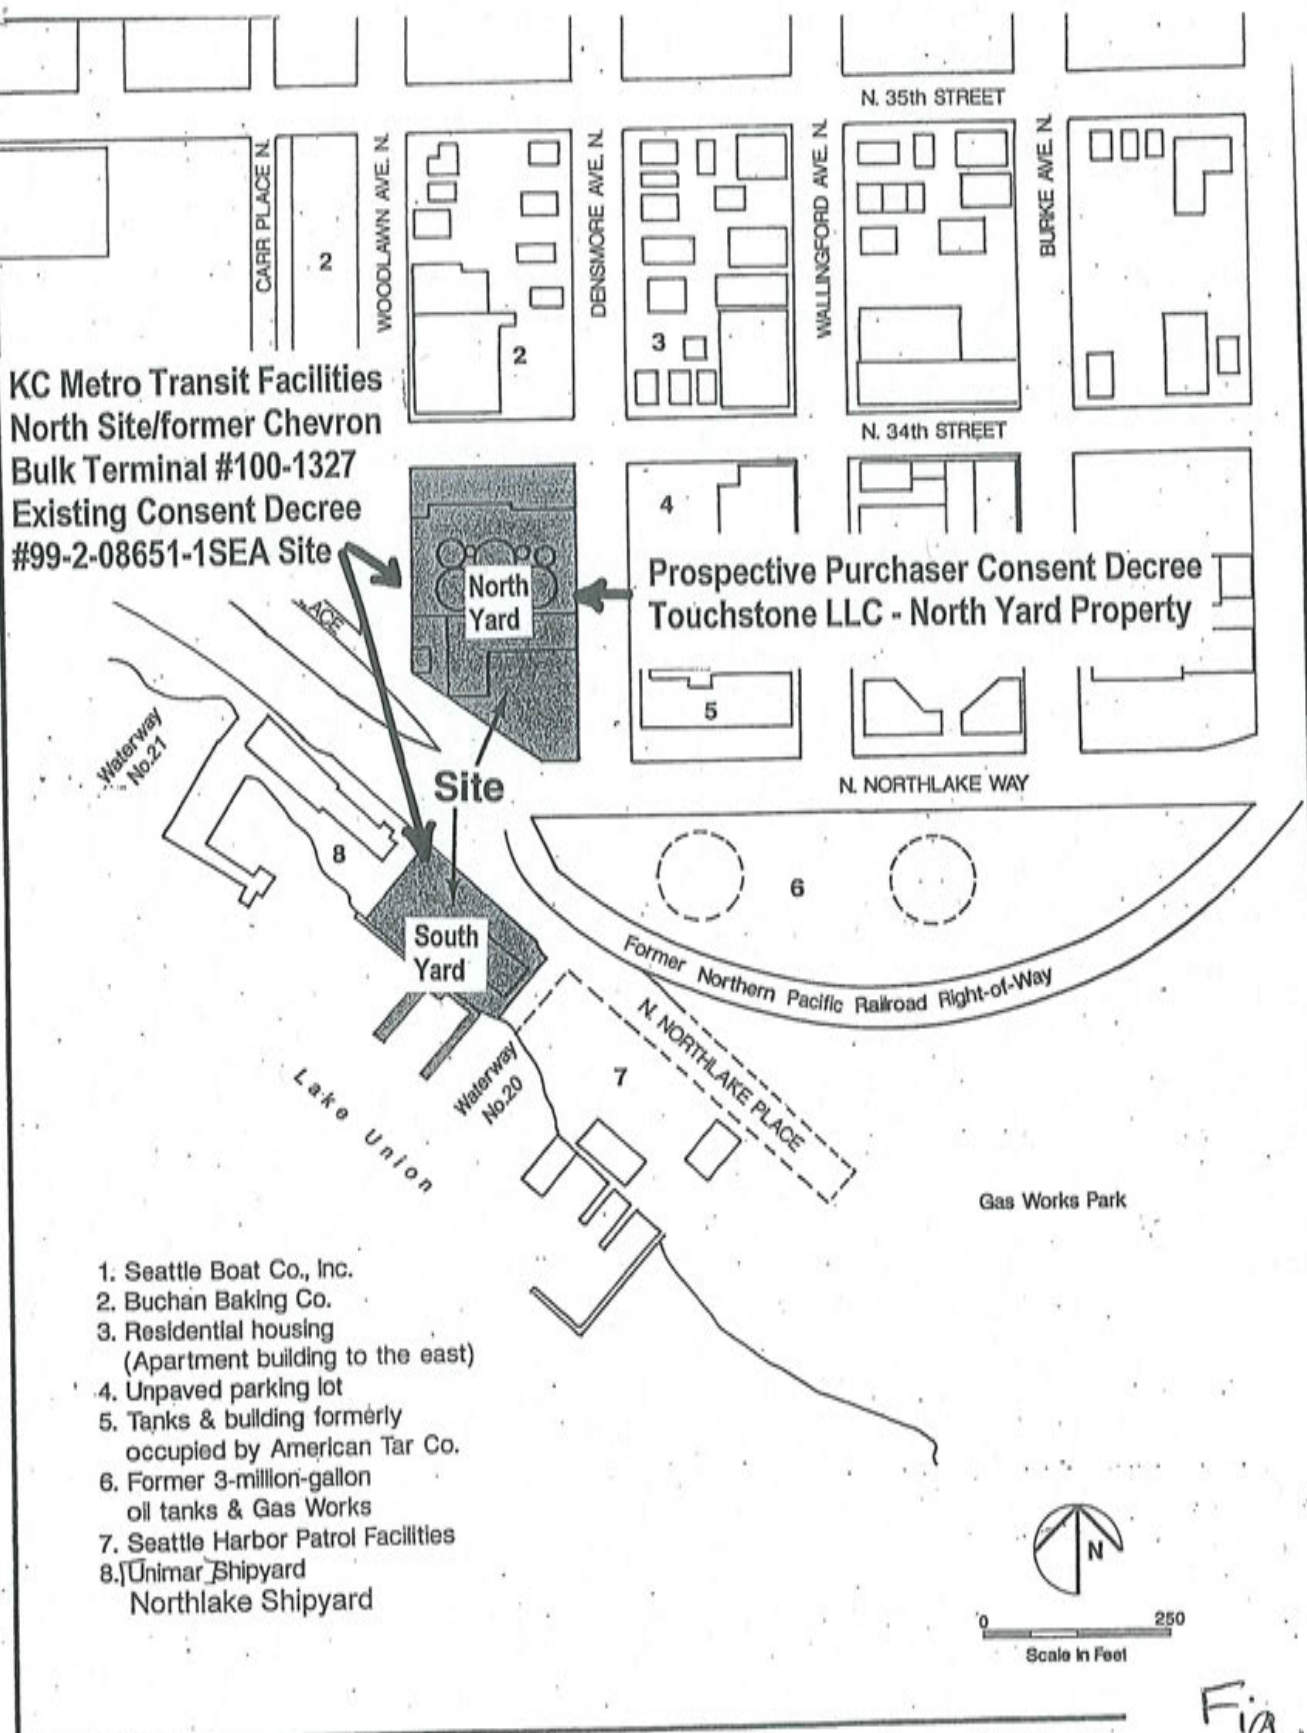 N. 35th STREET
CARR PLACE N.
WOODLAWN AVE. N.
DENSMORE AVE. N.
WALLINGFORD AVE. N.
BURKE AVE. N.
2
2
3
KC Metro Transit Facilities
North Site/former Chevron
Bulk Terminal #100-1327
Existing Consent Decree
#99-2-08651-1SEA Site
N. 34th STREET
4
North
Yard
Prospective Purchaser Consent Decree
Touchstone LLC - North Yard Property
ACE
5
Waterway
No.21
Site
N. NORTHLAKE WAY
8
6
South
Yard
Former Northern Pacific Railroad Right-of-Way
N. NORTHLAKE PLACE
Waterway
No.20
7
Lake Union
Gas Works Park
1. Seattle Boat Co., Inc.
2. Buchan Baking Co.
3. Residential housing
(Apartment building to the east)
4. Unpaved parking lot
5. Tanks & building formerly
occupied by American Tar Co.
6. Former 3-million-gallon
oil tanks & Gas Works
7. Seattle Harbor Patrol Facilities
8. Unimar Shipyard
Northlake Shipyard
N
0 250
Scale in Feet
Fig